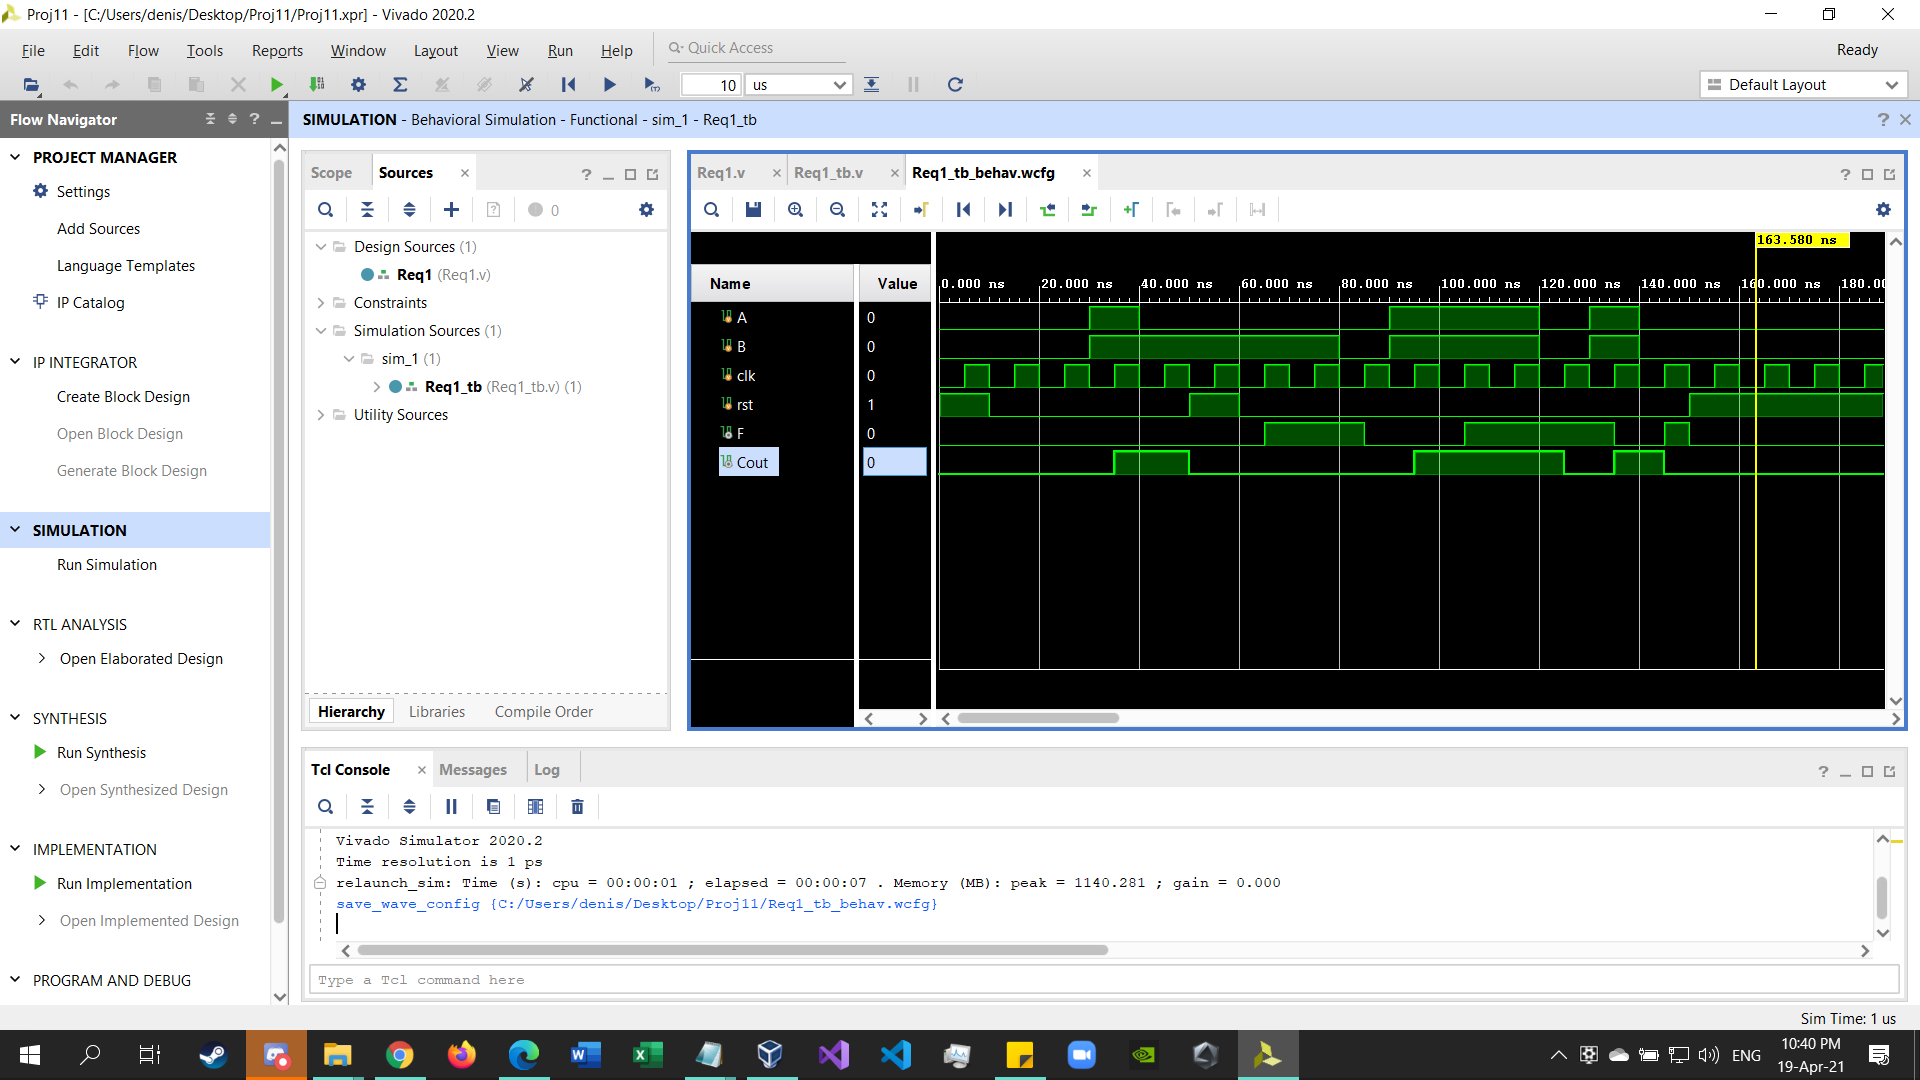 Proj11 - [C:/Users/denis/Desktop/Proj11/Proj11.xpr] - Vivado 2020.2
File Edit Flow Tools Reports Window Layout View Run Help Quick Access Ready
10 us Default Layout
Flow Navigator
SIMULATION - Behavioral Simulation - Functional - sim_1 - Req1_tb
PROJECT MANAGER
Settings
Add Sources
Language Templates
IP Catalog
IP INTEGRATOR
Create Block Design
Open Block Design
Generate Block Design
SIMULATION
Run Simulation
RTL ANALYSIS
Open Elaborated Design
SYNTHESIS
Run Synthesis
Open Synthesized Design
IMPLEMENTATION
Run Implementation
Open Implemented Design
PROGRAM AND DEBUG
Scope Sources
0
Design Sources (1)
Req1 (Req1.v)
Constraints
Simulation Sources (1)
sim_1 (1)
Req1_tb (Req1_tb.v) (1)
Utility Sources
Hierarchy Libraries Compile Order
Req1.v Req1_tb.v Req1_tb_behav.wcfg
163.580 ns
Name Value
0.000 ns 20.000 ns 40.000 ns 60.000 ns 80.000 ns 100.000 ns 120.000 ns 140.000 ns 160.000 ns 180.0
A 0
B 0
clk 0
rst 1
F 0
Cout 0
Tcl Console Messages Log
Vivado Simulator 2020.2
Time resolution is 1 ps
relaunch_sim: Time (s): cpu = 00:00:01 ; elapsed = 00:00:07 . Memory (MB): peak = 1140.281 ; gain = 0.000
save_wave_config {C:/Users/denis/Desktop/Proj11/Req1_tb_behav.wcfg}
Type a Tcl command here
Sim Time: 1 us
ENG
10:40 PM
19-Apr-21